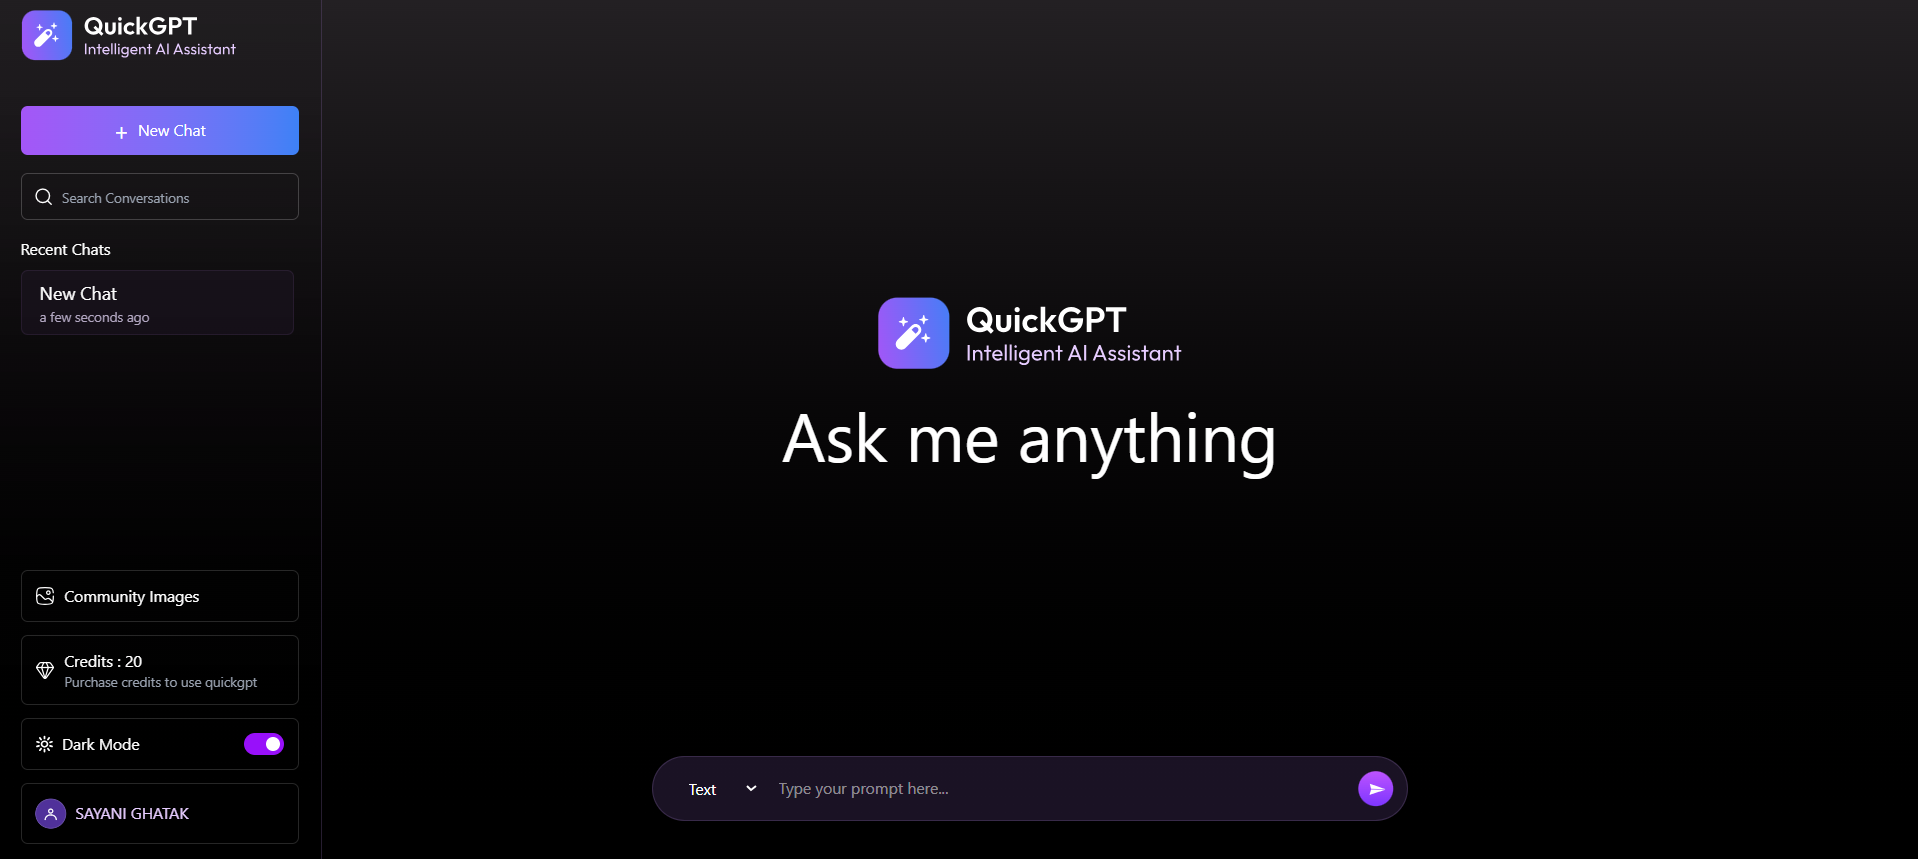 QuickGPT
Intelligent AI Assistant
+ New Chat
Search Conversations
Recent Chats
New Chat
a few seconds ago
Community Images
Credits : 20
Purchase credits to use quickgpt
Dark Mode
SAYANI GHATAK
QuickGPT
Intelligent AI Assistant
Ask me anything
Text
Type your prompt here...